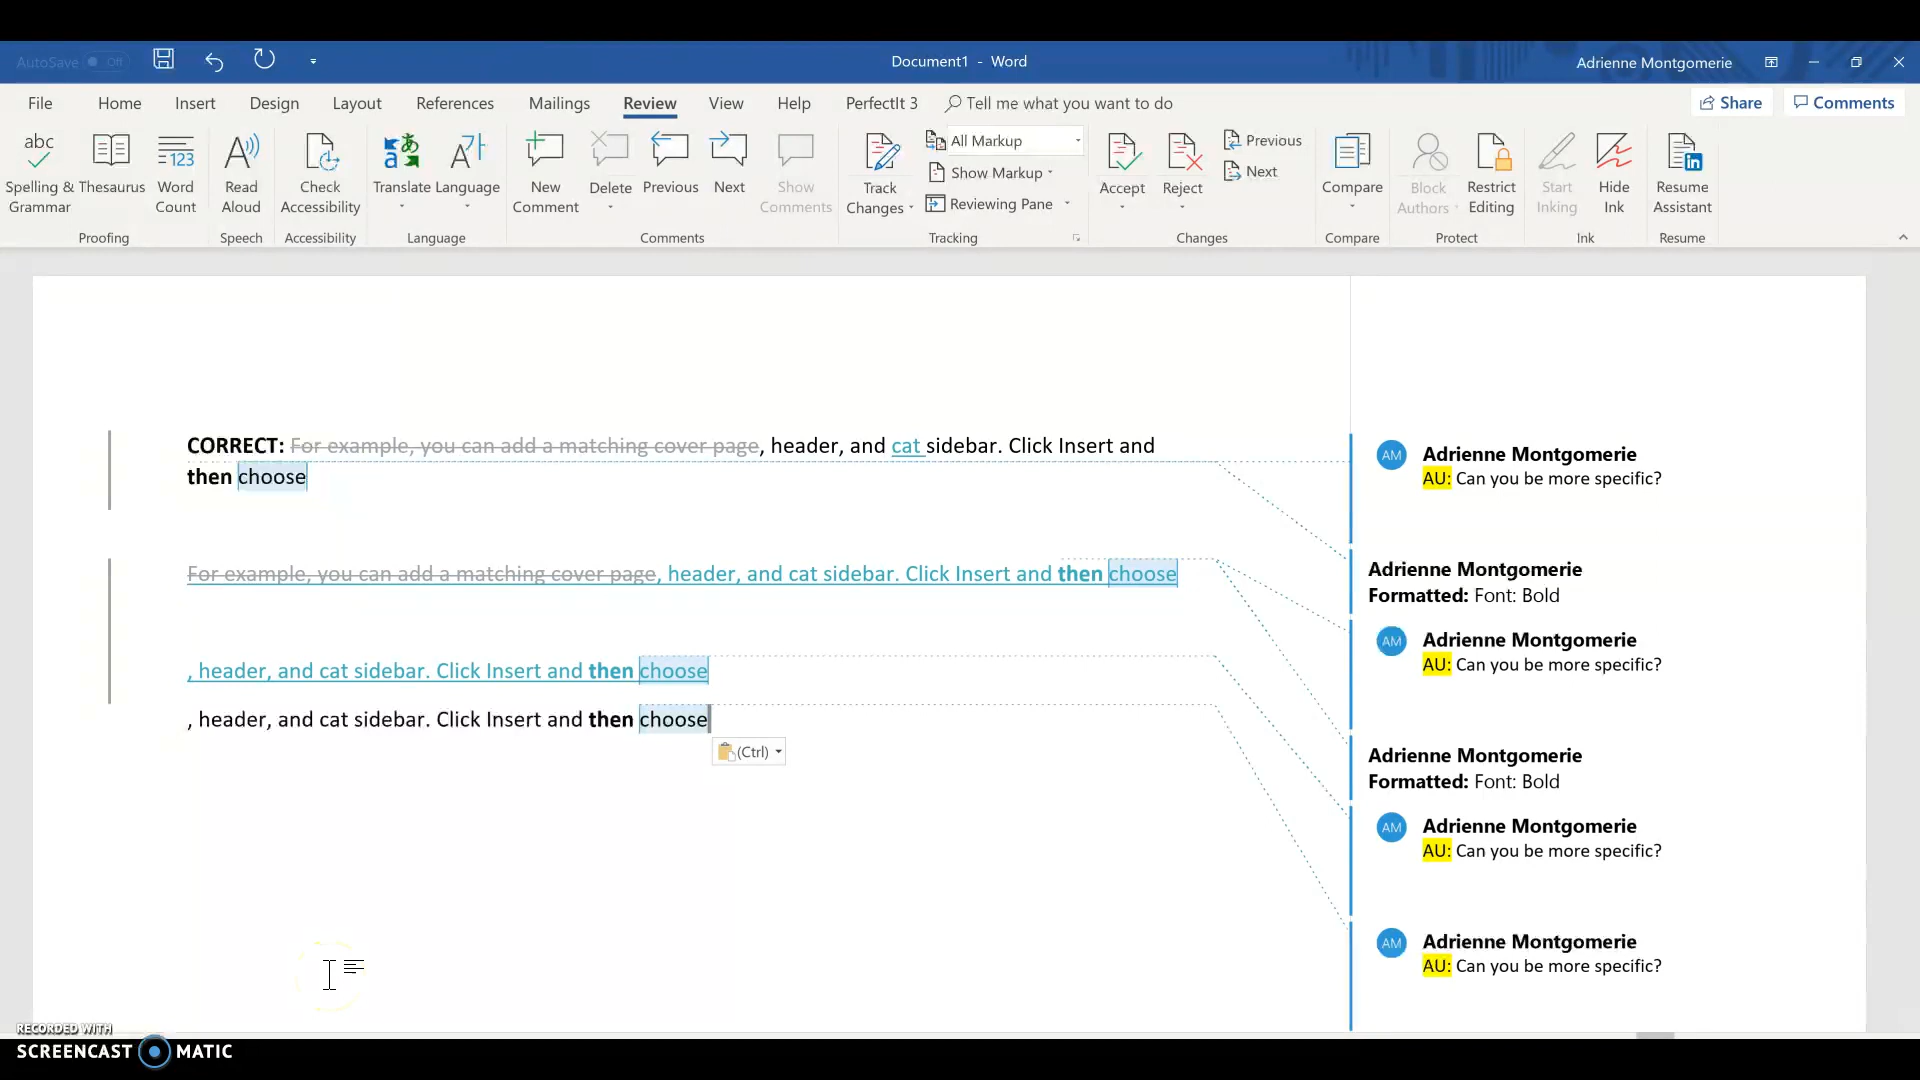 AutoSave Off
Document1 - Word
Adrienne Montgomerie
File Home Insert Design Layout References Mailings Review View Help PerfectIt 3 Tell me what you want to do Share Comments
abc
123
Spelling & Grammar
Thesaurus
Word Count
Read Aloud
Check Accessibility
Translate
Language
New Comment
Delete
Previous
Next
Show Comments
Track Changes
All Markup
Show Markup
Reviewing Pane
Accept
Reject
Previous
Next
Compare
Block Authors
Restrict Editing
Start Inking
Hide Ink
Resume Assistant
Proofing Speech Accessibility Language Comments Tracking Changes Compare Protect Ink Resume
CORRECT: For example, you can add a matching cover page, header, and cat sidebar. Click Insert and
then choose
For example, you can add a matching cover page, header, and cat sidebar. Click Insert and then choose
, header, and cat sidebar. Click Insert and then choose
, header, and cat sidebar. Click Insert and then choose
(Ctrl)
AM Adrienne Montgomerie
AU: Can you be more specific?
Adrienne Montgomerie
Formatted: Font: Bold
AM Adrienne Montgomerie
AU: Can you be more specific?
Adrienne Montgomerie
Formatted: Font: Bold
AM Adrienne Montgomerie
AU: Can you be more specific?
AM Adrienne Montgomerie
AU: Can you be more specific?
RECORDED WITH
SCREENCAST MATIC